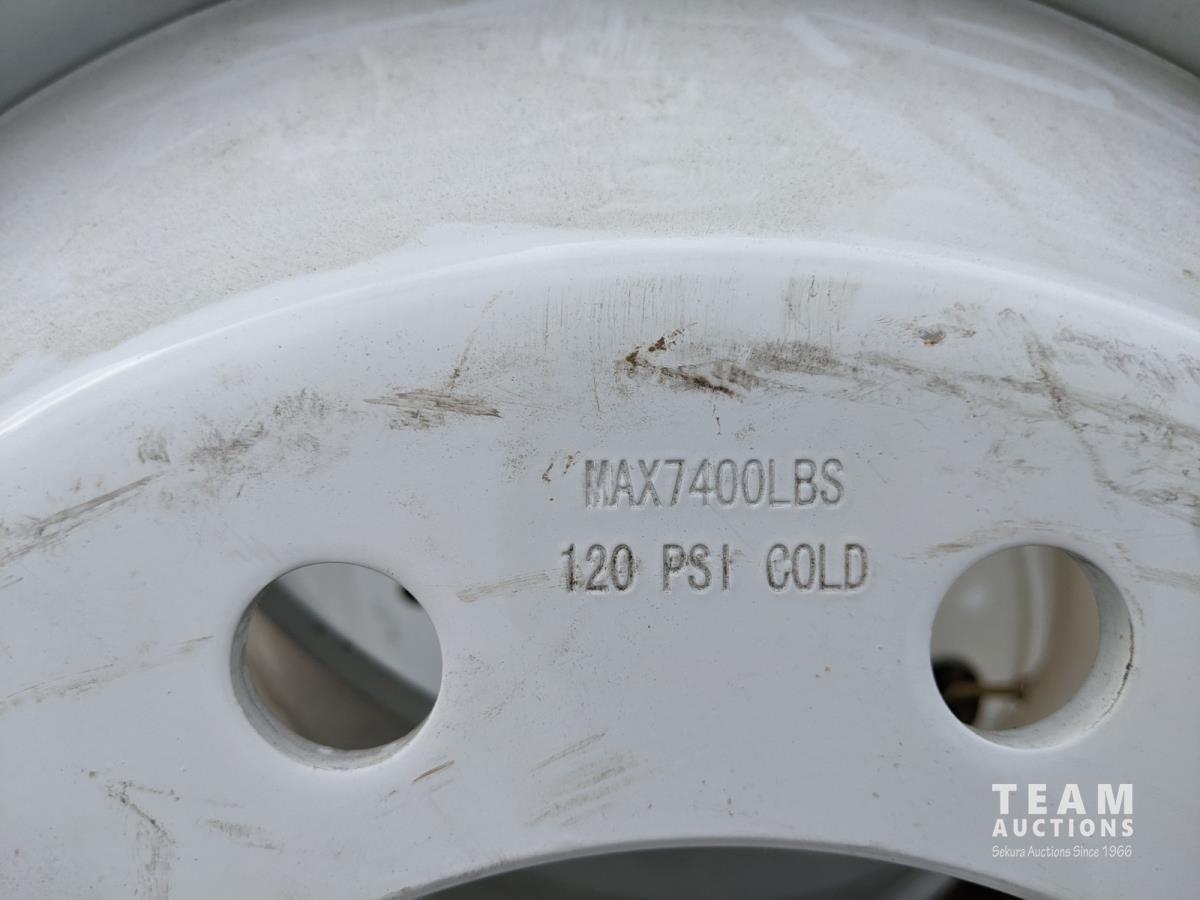 MAX7400LBS
120 PSI COLD
TEAM
AUCTIONS
Sekura Auctions Since 1966